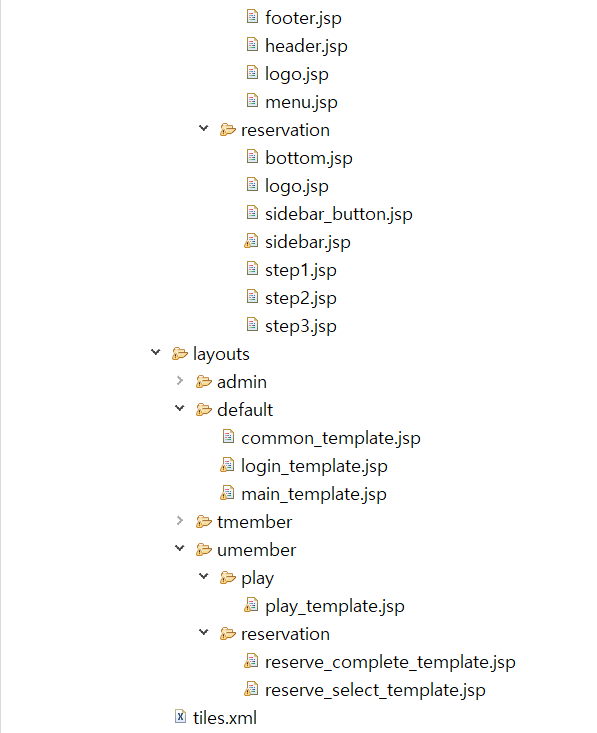 footer.jsp
header.jsp
logo.jsp
menu.jsp
reservation
bottom.jsp
logo.jsp
sidebar_button.jsp
sidebar.jsp
step1.jsp
step2.jsp
step3.jsp
layouts
admin
default
common_template.jsp
login_template.jsp
main_template.jsp
tmember
umember
play
play_template.jsp
reservation
reserve_complete_template.jsp
reserve_select_template.jsp
tiles.xml